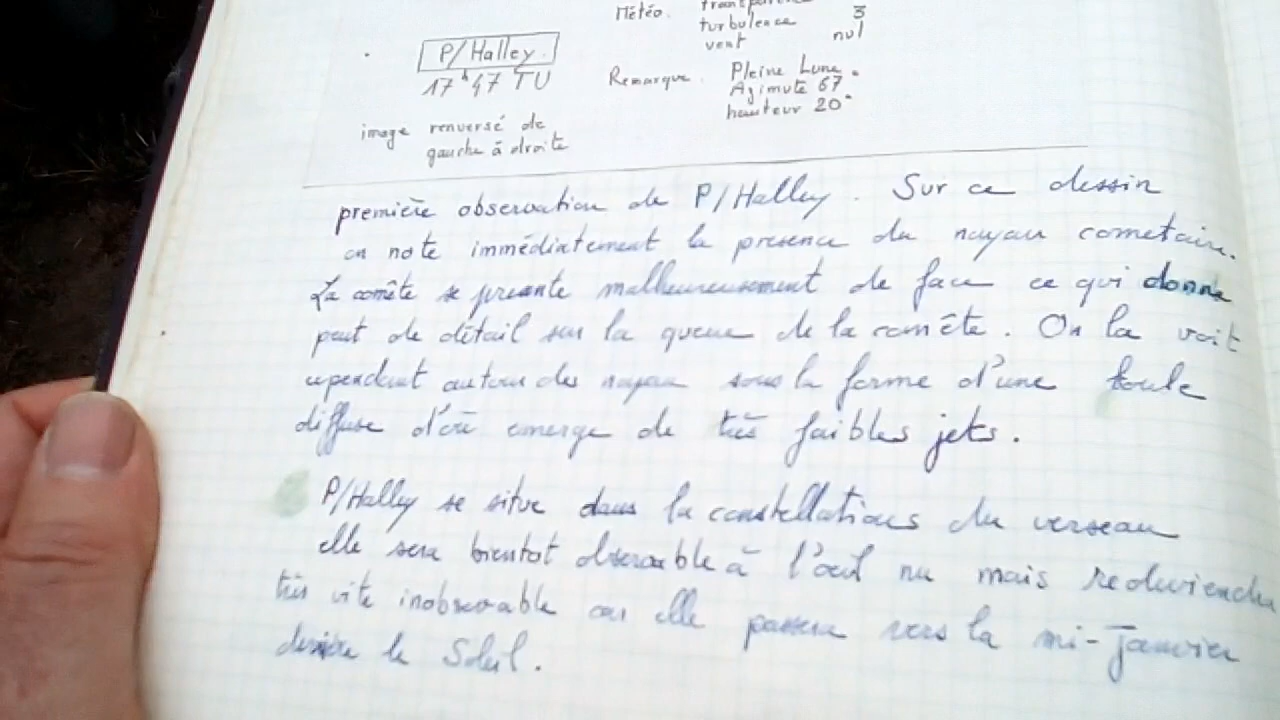 Météo. transparence
turbulence 3
vent nul
P/Halley.
17h47 TU
Remarque. Pleine Lune
Azimute 67°
hauteur 20°
image renversé de
gauche à droite
première observation de P/Halley. Sur ce dessin
on note immédiatement la présence du noyau cometaire.
La comête se presente malheureusement de face ce qui donne
peut de détail sur la queue de la comête. On la voit
cependant autour du noyau sous la forme d'une boule
diffuse d'où emerge de très faibles jets.
P/Halley se situe dans la constellations du verseau
elle sera bientot observable à l'oeil nu mais redeviendra
très vite inobservable car elle passera vers la mi-Janvier
derrière le Soleil.